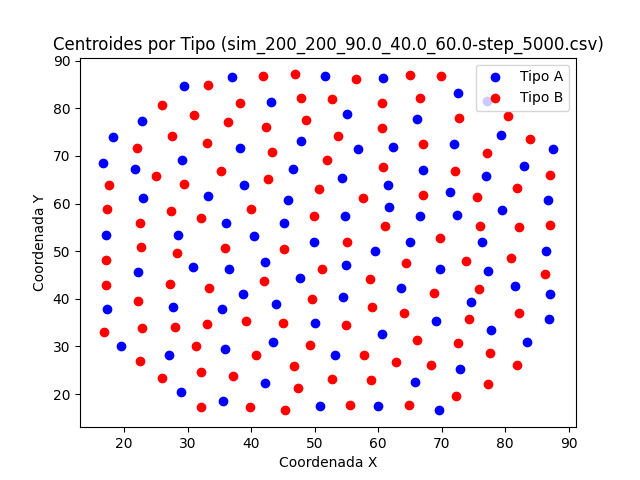 Centroides por Tipo (sim_200_200_90.0_40.0_60.0-step_5000.csv)
Tipo A
Tipo B
90
80
70
60
50
40
30
20
Coordenada Y
20 30 40 50 60 70 80 90
Coordenada X